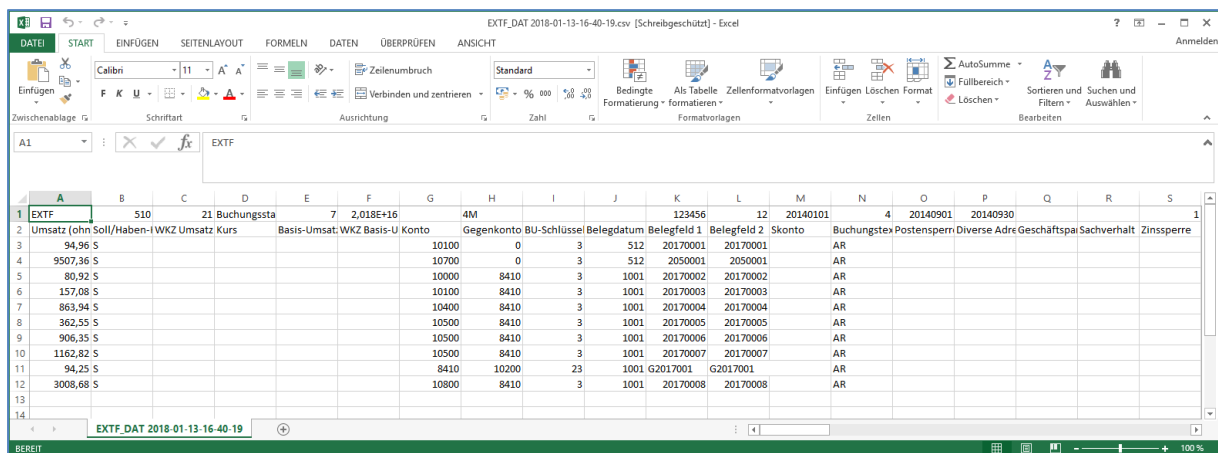 EXTF_DAT 2018-01-13-16-40-19.csv [Schreibgeschützt] - Excel
DATEI START EINFÜGEN SEITENLAYOUT FORMELN DATEN ÜBERPRÜFEN ANSICHT Anmelden
Calibri 11 Zeilenumbruch Standard AutoSumme
Einfügen F K U Verbinden und zentrieren % 000 Bedingte Formatierung Als Tabelle formatieren Zellenformatvorlagen Einfügen Löschen Format Füllbereich Löschen Sortieren und Filtern Suchen und Auswählen
Zwischenablage Schriftart Ausrichtung Zahl Formatvorlagen Zellen Bearbeiten
A1 fx EXTF
A B C D E F G H I J K L M N O P Q R S
1 EXTF 510 21 Buchungssta 7 2,018E+16 4M 123456 12 20140101 4 20140901 20140930 1
2 Umsatz (ohn Soll/Haben- WKZ Umsatz Kurs Basis-Umsat WKZ Basis-U Konto Gegenkonto BU-Schlüssel Belegdatum Belegfeld 1 Belegfeld 2 Skonto Buchungstex Postensperre Diverse Adre Geschäftspar Sachverhalt Zinssperre
3 94,96 S 10100 0 3 512 20170001 20170001 AR
4 9507,36 S 10700 0 3 512 2050001 2050001 AR
5 80,92 S 10000 8410 3 1001 20170002 20170002 AR
6 157,08 S 10100 8410 3 1001 20170003 20170003 AR
7 863,94 S 10400 8410 3 1001 20170004 20170004 AR
8 362,55 S 10500 8410 3 1001 20170005 20170005 AR
9 906,35 S 10500 8410 3 1001 20170006 20170006 AR
10 1162,82 S 10500 8410 3 1001 20170007 20170007 AR
11 94,25 S 8410 10200 23 1001 G2017001 G2017001 AR
12 3008,68 S 10800 8410 3 1001 20170008 20170008 AR
13
14
EXTF_DAT 2018-01-13-16-40-19
BEREIT 100 %